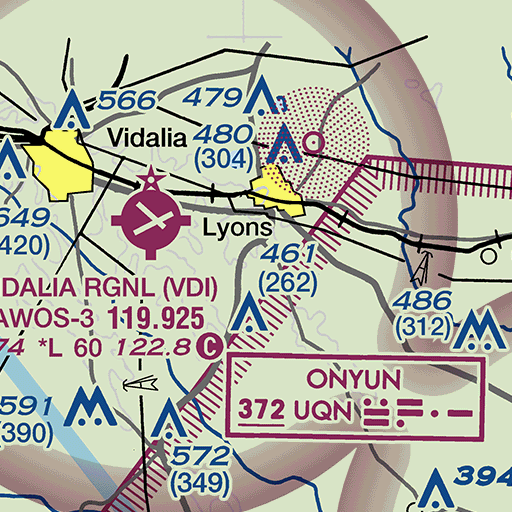 566
479
Vidalia
480
(304)
649
(420)
Lyons
461
(262)
DALIA RGNL (VDI)
AWOS-3 119.925
74 *L 60 122.8 C
486
(312)
ONYUN
372 UQN
591
(390)
572
(349)
394